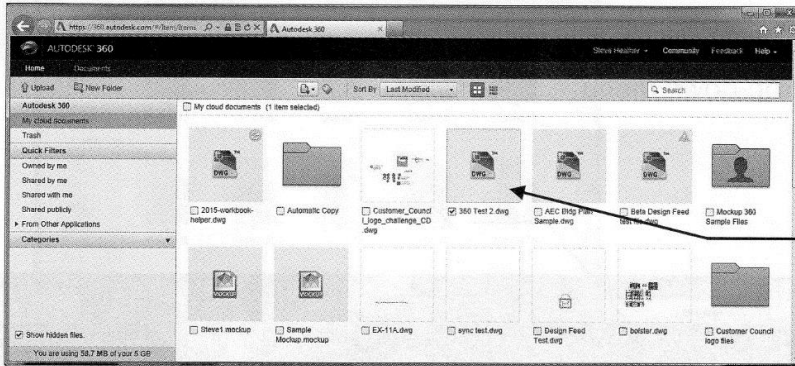 https://360.autodesk.com/#/Item/Items
Autodesk 360
AUTODESK 360
Steve Heather
Community
Feedback
Help
Home
Documents
Upload
New Folder
Sort By
Last Modified
Search
Autodesk 360
My cloud documents
Trash
Quick Filters
Owned by me
Shared by me
Shared with me
Shared publicly
From Other Applications
Categories
Show hidden files.
You are using 58.7 MB of your 5 GB
My cloud documents (1 item selected)
DWG
DWG
DWG
DWG
2015-workbook-
helper.dwg
Automatic Copy
Customer_Counci
l_logo_challenge_CD
.dwg
360 Test 2.dwg
AEC Bldg Plan
Sample.dwg
Beta Design Feed
test file.dwg
Mockup 360
Sample Files
MOCKUP
MOCKUP
Steve1.mockup
Sample
Mockup.mockup
EX-11A.dwg
sync test.dwg
Design Feed
Test.dwg
bolster.dwg
Customer Council
logo files